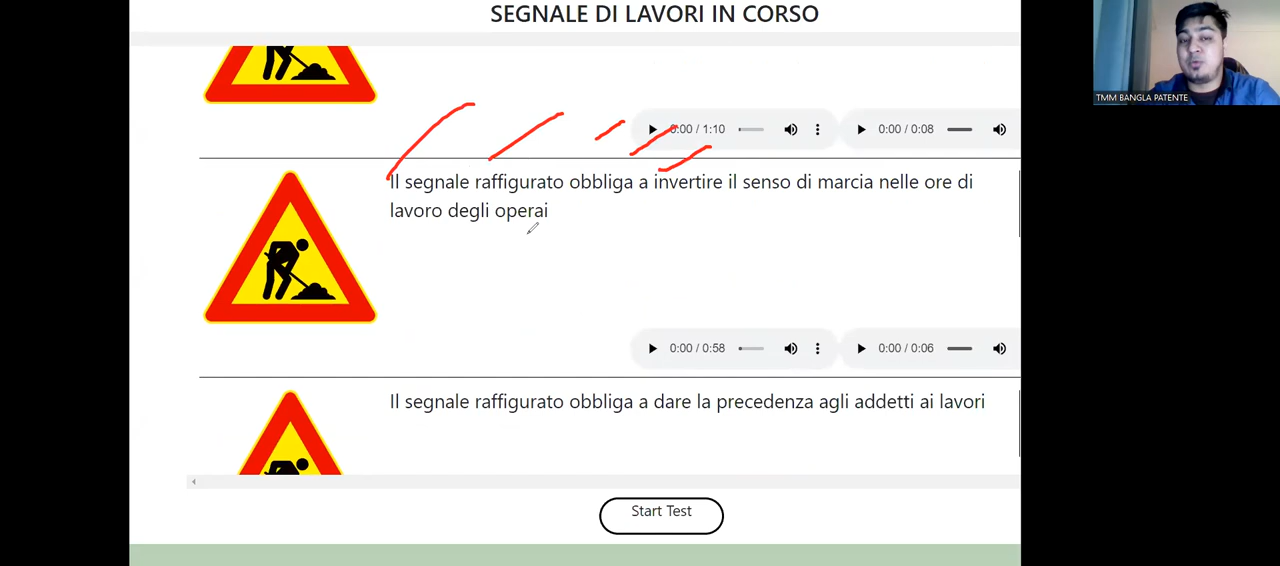 SEGNALE DI LAVORI IN CORSO
TMM BANGLA PATENTE
0:00 / 1:10
0:00 / 0:08
Il segnale raffigurato obbliga a invertire il senso di marcia nelle ore di
lavoro degli operai
0:00 / 0:58
0:00 / 0:06
Il segnale raffigurato obbliga a dare la precedenza agli addetti ai lavori
Start Test